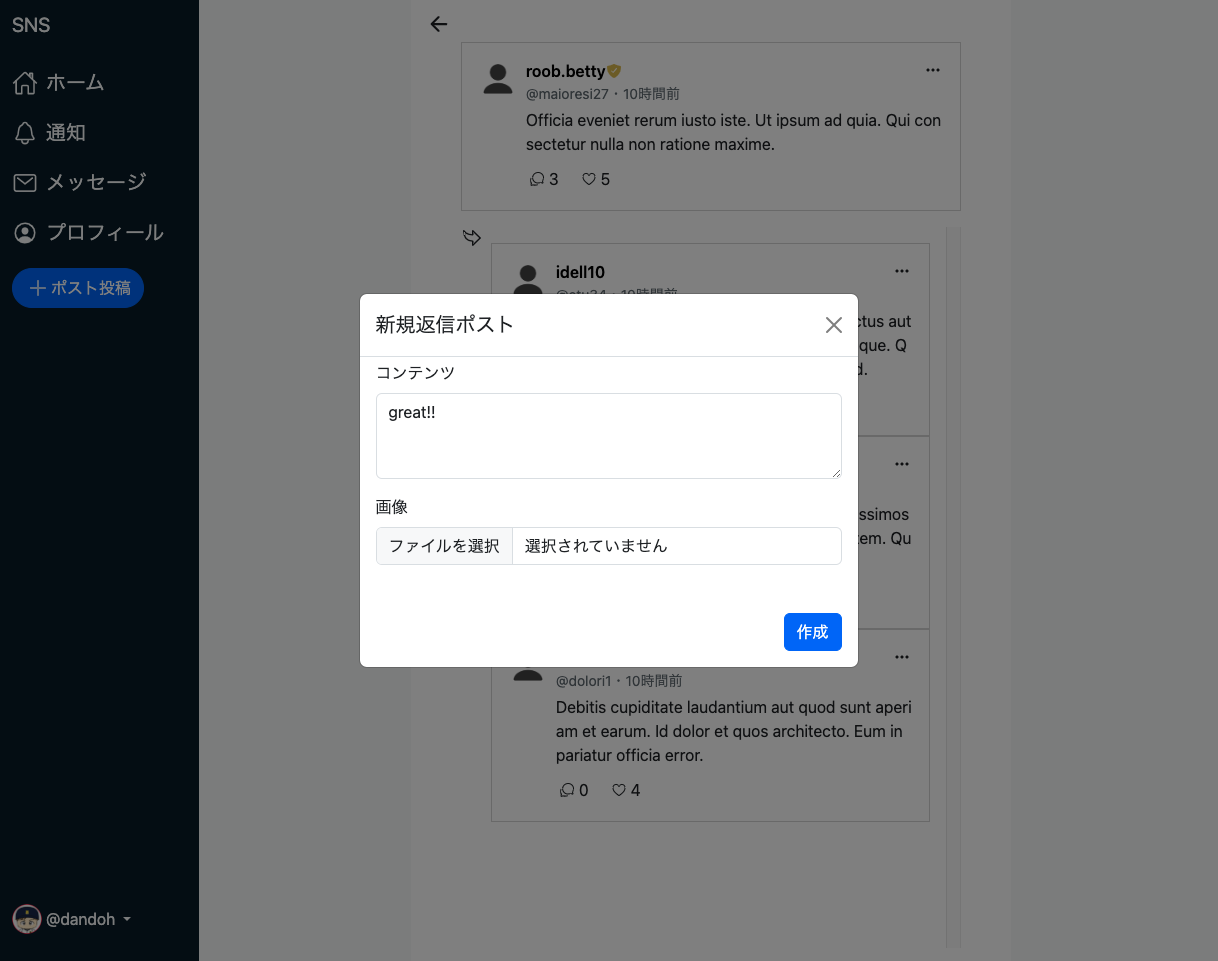 SNS
ホーム
通知
メッセージ
プロフィール
ポスト投稿
@dandoh
roob.betty
@maioresi27・10時間前
Officia eveniet rerum iusto iste. Ut ipsum ad quia. Qui con
sectetur nulla non ratione maxime.
3 5
idell10
ctus aut
que. Q
d.
新規返信ポスト
コンテンツ
great!!
画像
ファイルを選択 選択されていません
作成
ssimos
tem. Qu
@dolori1・10時間前
Debitis cupiditate laudantium aut quod sunt aperi
am et earum. Id dolor et quos architecto. Eum in
pariatur officia error.
0 4